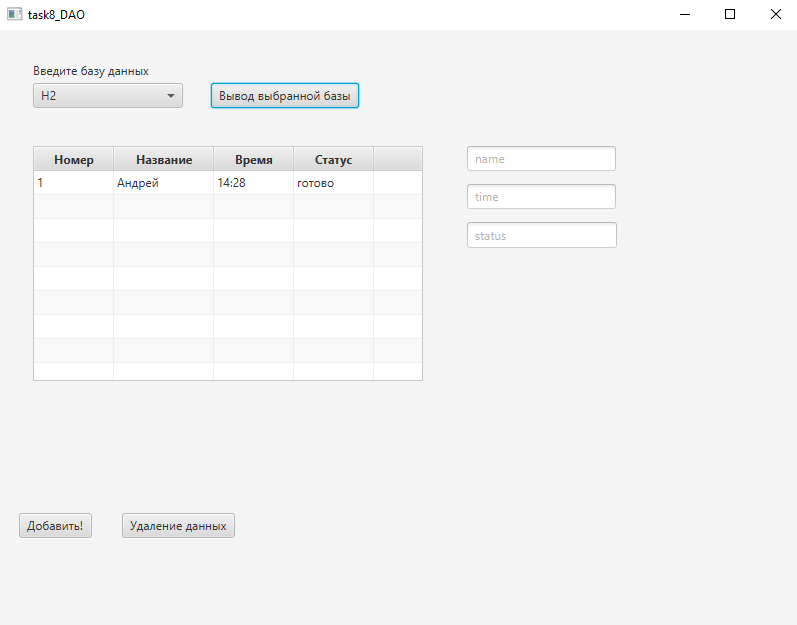 task8_DAO
Введите базу данных
H2
Вывод выбранной базы
Номер Название Время Статус
1 Андрей 14:28 готово
name
time
status
Добавить! Удаление данных